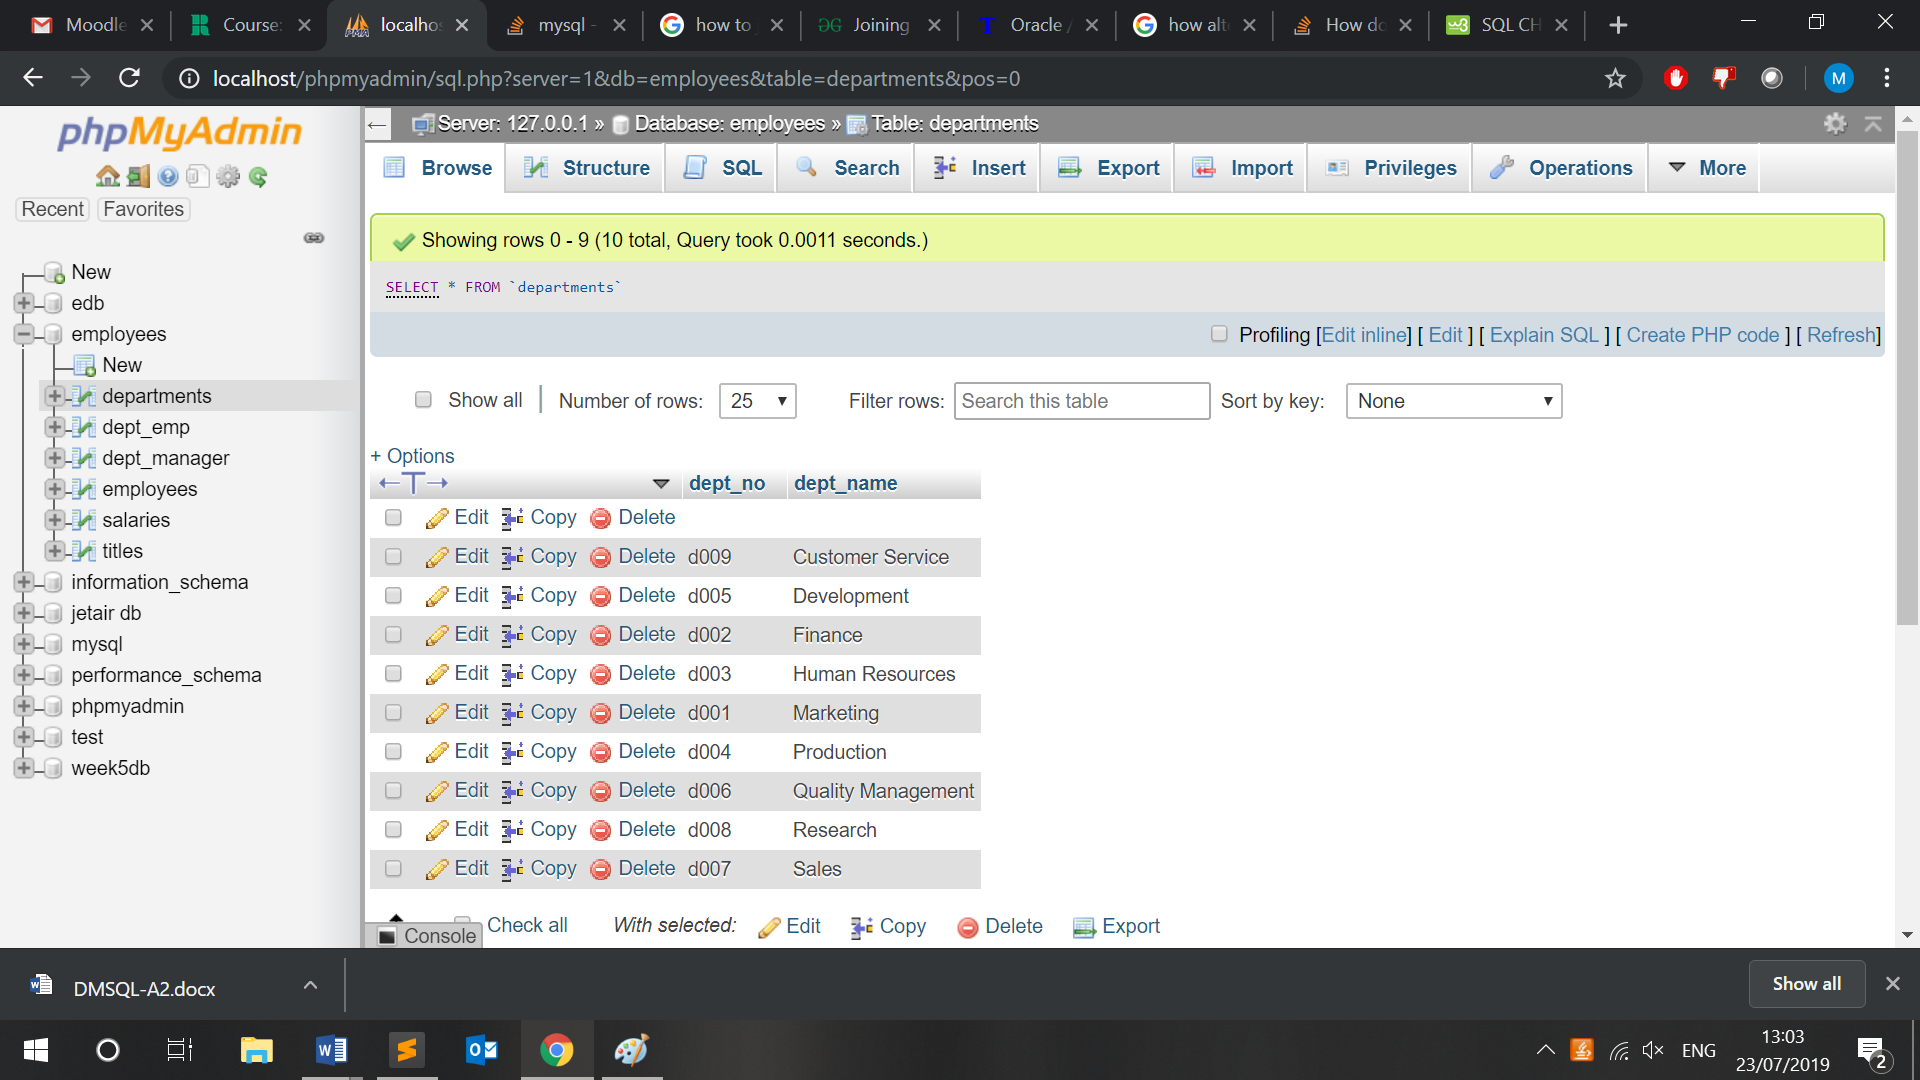 Moodle
Course:
localhos
mysql -
how to
Joining
Oracle /
how alt
How do
SQL CH
localhost/phpmyadmin/sql.php?server=1&db=employees&table=departments&pos=0
M
phpMyAdmin
Recent Favorites
New
edb
employees
New
departments
dept_emp
dept_manager
employees
salaries
titles
information_schema
jetair db
mysql
performance_schema
phpmyadmin
test
week5db
Server: 127.0.0.1 » Database: employees » Table: departments
Browse Structure SQL Search Insert Export Import Privileges Operations More
Showing rows 0 - 9 (10 total, Query took 0.0011 seconds.)
SELECT * FROM `departments`
Profiling [Edit inline] [ Edit ] [ Explain SQL ] [ Create PHP code ] [ Refresh]
Show all Number of rows: 25 Filter rows: Search this table Sort by key: None
+ Options
←T→ dept_no dept_name
Edit Copy Delete
Edit Copy Delete d009 Customer Service
Edit Copy Delete d005 Development
Edit Copy Delete d002 Finance
Edit Copy Delete d003 Human Resources
Edit Copy Delete d001 Marketing
Edit Copy Delete d004 Production
Edit Copy Delete d006 Quality Management
Edit Copy Delete d008 Research
Edit Copy Delete d007 Sales
Check all With selected: Edit Copy Delete Export
Console
DMSQL-A2.docx
Show all
ENG
13:03
23/07/2019
2